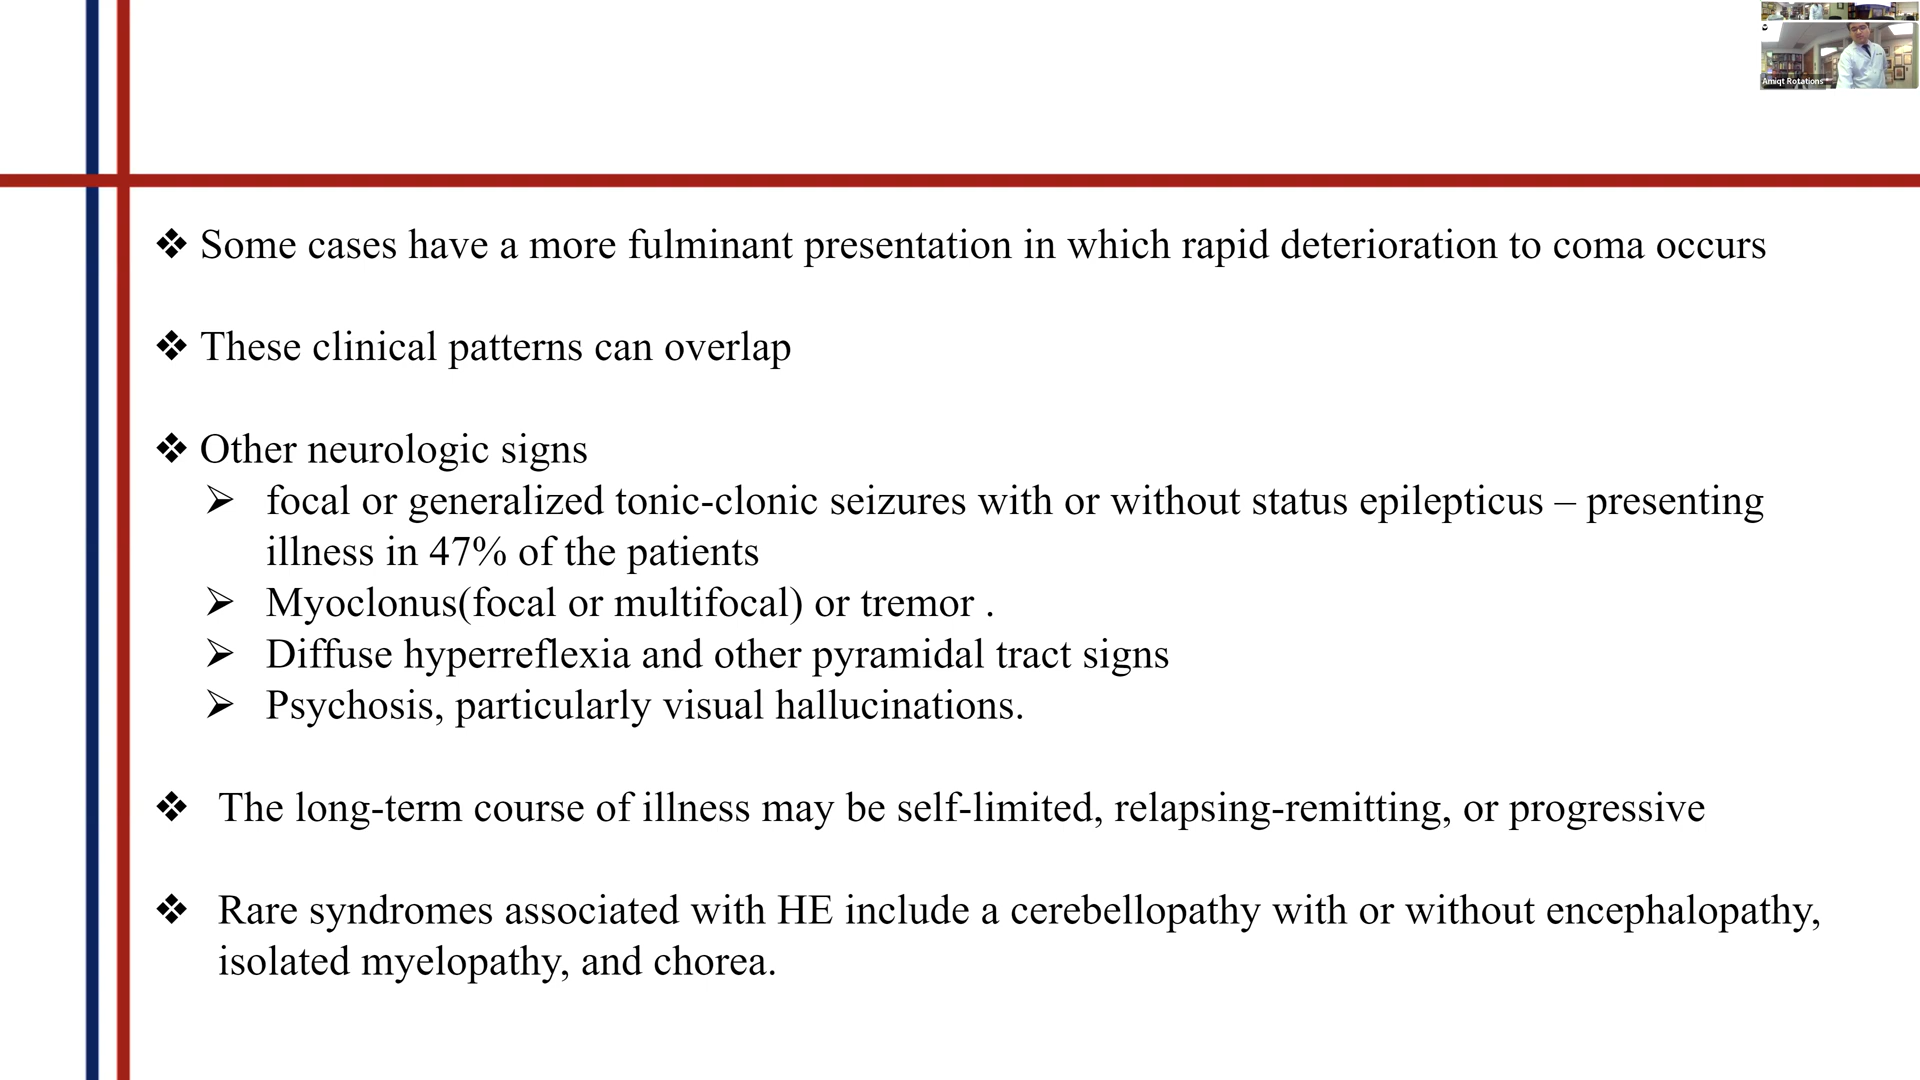 Amiqt Rotations
❖ Some cases have a more fulminant presentation in which rapid deterioration to coma occurs
❖ These clinical patterns can overlap
❖ Other neurologic signs
➢ focal or generalized tonic-clonic seizures with or without status epilepticus – presenting
illness in 47% of the patients
➢ Myoclonus(focal or multifocal) or tremor .
➢ Diffuse hyperreflexia and other pyramidal tract signs
➢ Psychosis, particularly visual hallucinations.
❖ The long-term course of illness may be self-limited, relapsing-remitting, or progressive
❖ Rare syndromes associated with HE include a cerebellopathy with or without encephalopathy,
isolated myelopathy, and chorea.